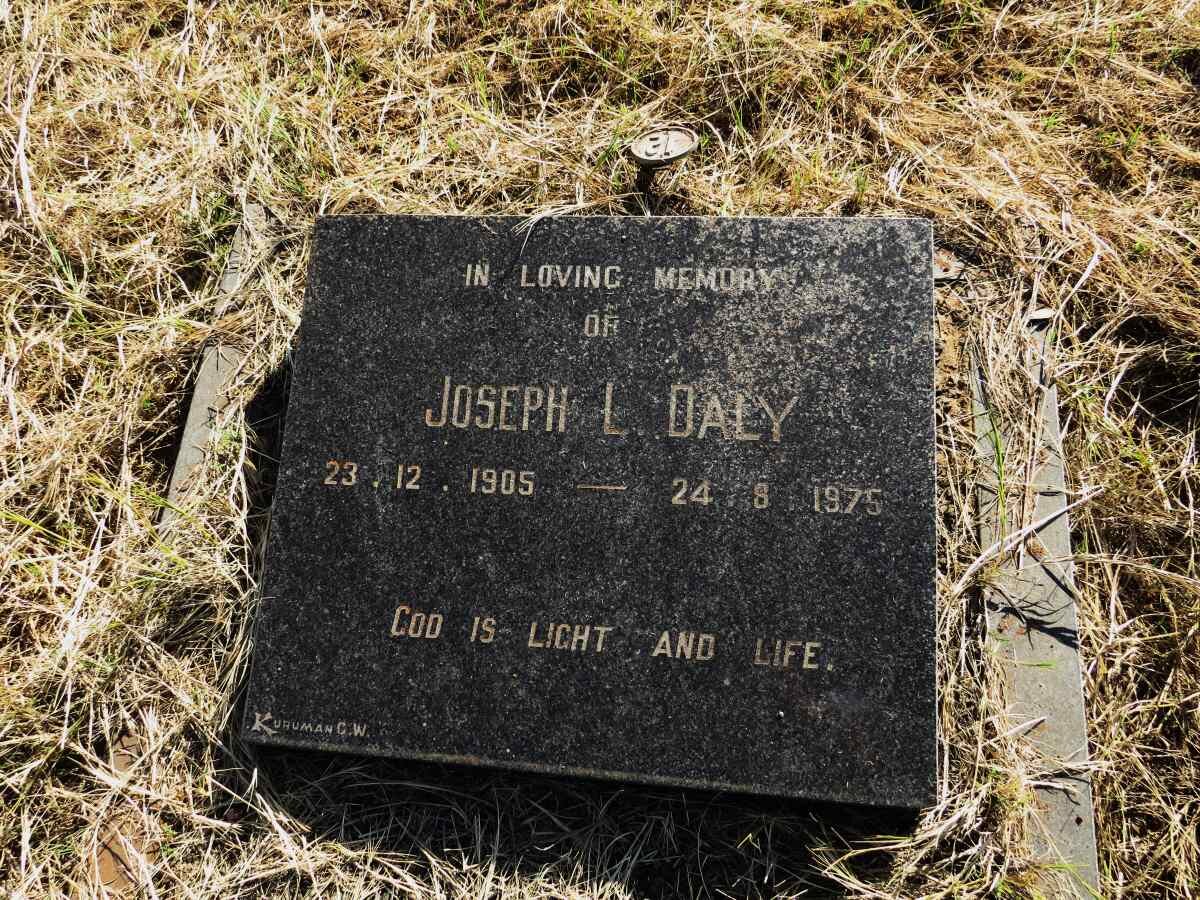 IN LOVING MEMORY
OF
JOSEPH L. DALY
23.12.1905 — 24.8.1975
GOD IS LIGHT AND LIFE.
KURUMAN G.W.